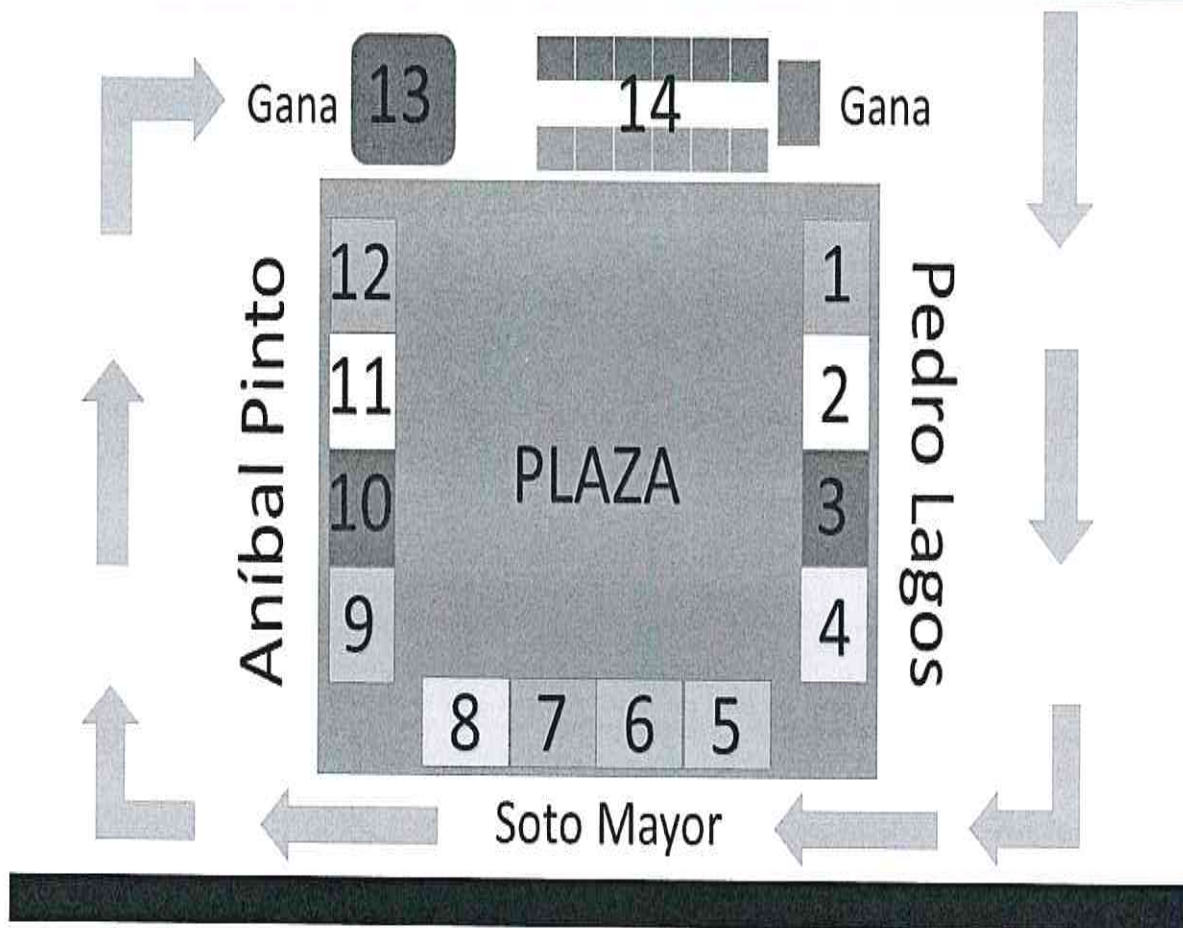 Gana 13 14 Gana
12 1
11 2
PLAZA
10 3
9 4
8 7 6 5
Aníbal Pinto
Pedro Lagos
Soto Mayor